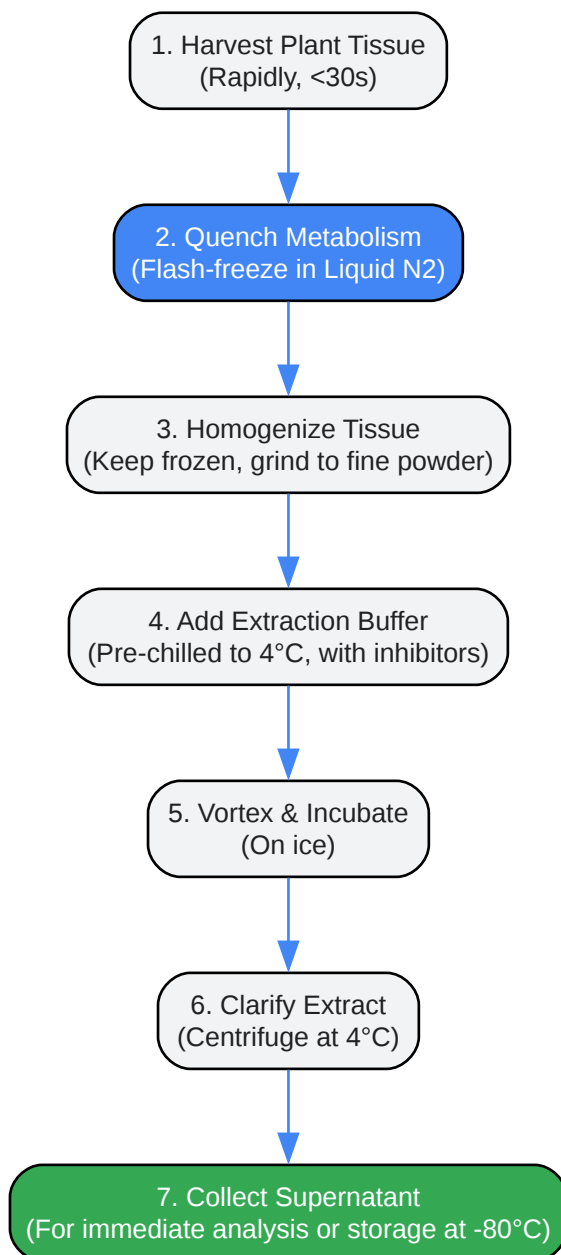 1. Harvest Plant Tissue
(Rapidly, <30s)
2. Quench Metabolism
(Flash-freeze in Liquid N2)
3. Homogenize Tissue
(Keep frozen, grind to fine powder)
4. Add Extraction Buffer
(Pre-chilled to 4°C, with inhibitors)
5. Vortex & Incubate
(On ice)
6. Clarify Extract
(Centrifuge at 4°C)
7. Collect Supernatant
(For immediate analysis or storage at -80°C)